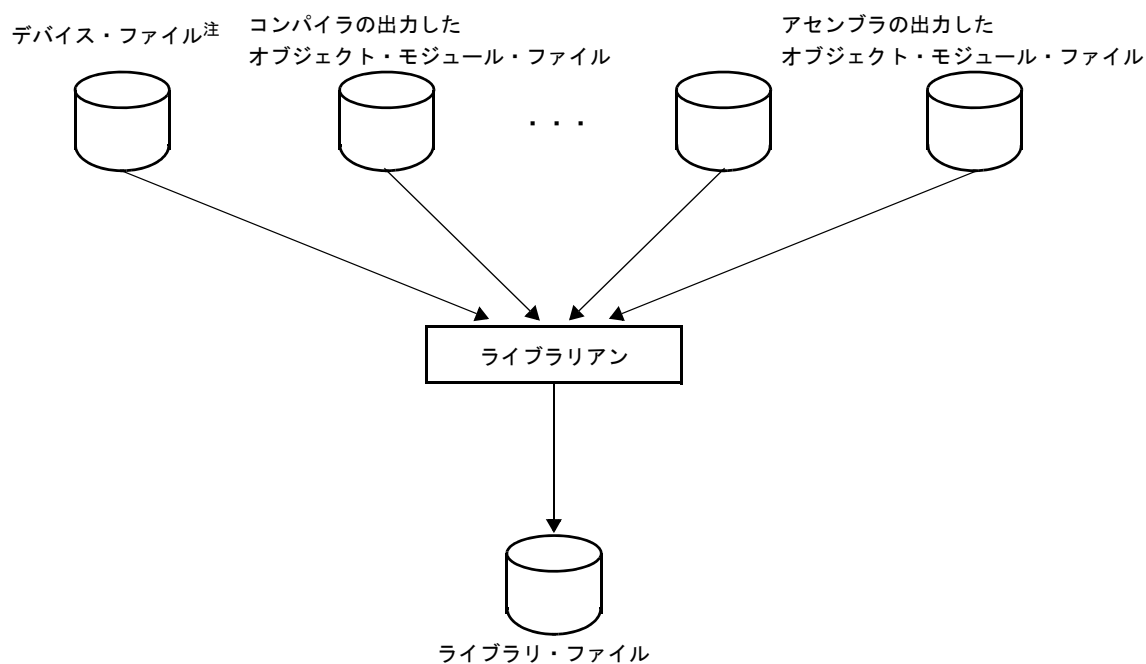 デバイス・ファイル注
コンパイラの出力した
オブジェクト・モジュール・ファイル
・・・
アセンブラの出力した
オブジェクト・モジュール・ファイル
ライブラリアン
ライブラリ・ファイル